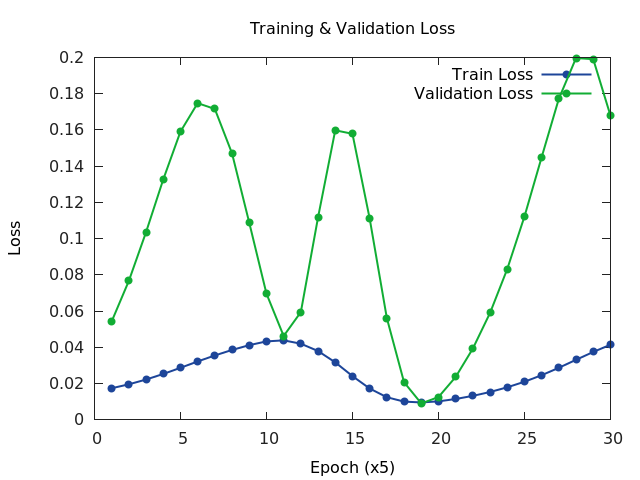 Training & Validation Loss
Train Loss
Validation Loss
0.2
0.18
0.16
0.14
0.12
0.1
0.08
0.06
0.04
0.02
0
Loss
0 5 10 15 20 25 30
Epoch (x5)